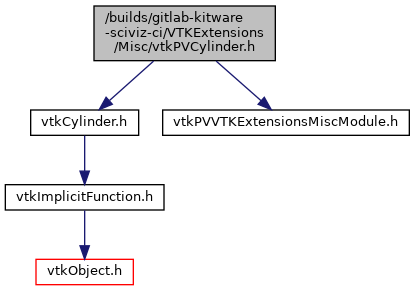 /builds/gitlab-kitware
-sciviz-ci/VTKExtensions
/Misc/vtkPVCylinder.h
vtkCylinder.h
vtkPVVTKExtensionsMiscModule.h
vtkImplicitFunction.h
vtkObject.h